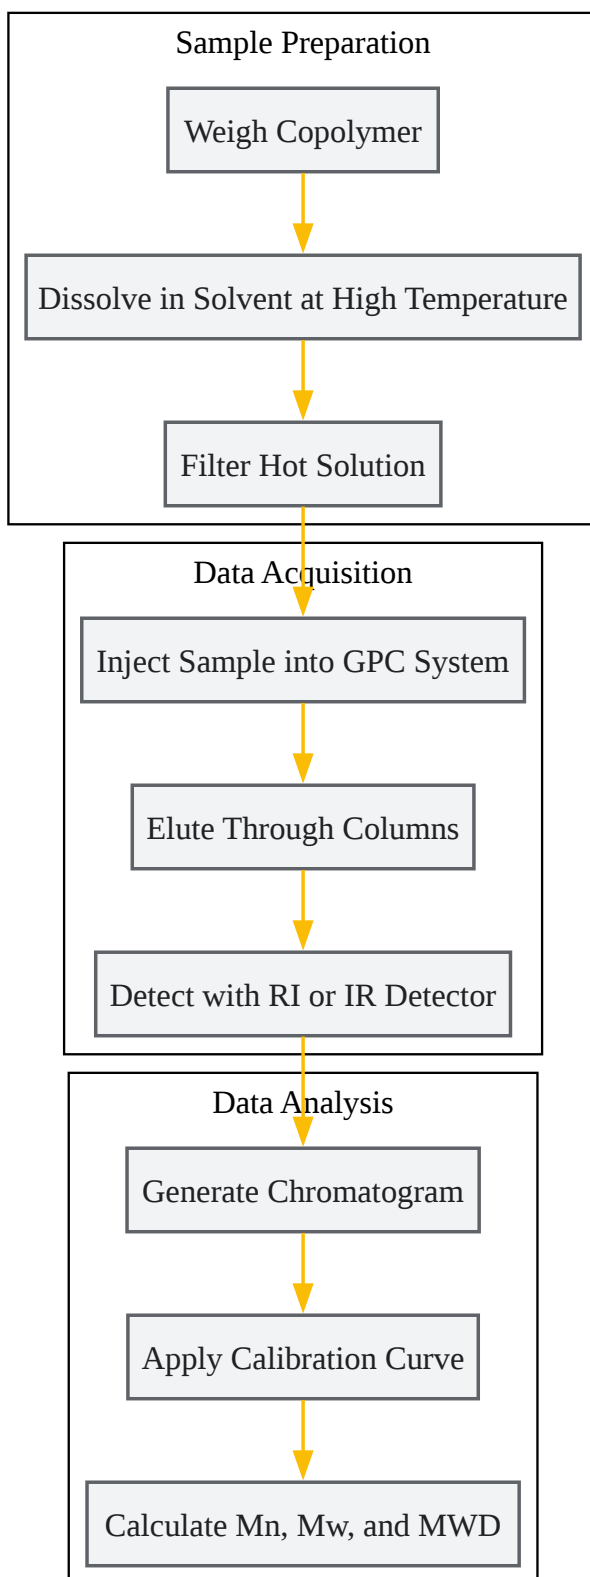 Sample Preparation
Weigh Copolymer
Dissolve in Solvent at High Temperature
Filter Hot Solution
Data Acquisition
Inject Sample into GPC System
Elute Through Columns
Detect with RI or IR Detector
Data Analysis
Generate Chromatogram
Apply Calibration Curve
Calculate Mn, Mw, and MWD